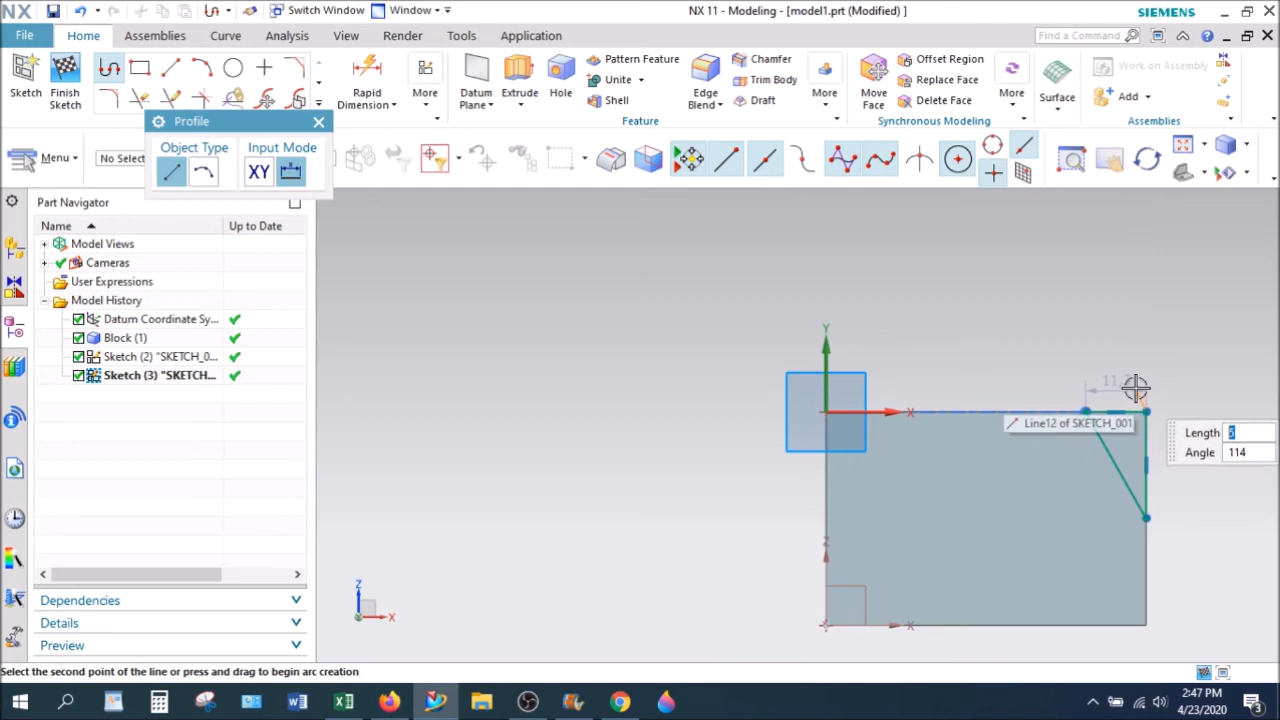 NX
Switch Window
Window
NX 11 - Modeling - [model1.prt (Modified) ]
SIEMENS
File
Home
Assemblies
Curve
Analysis
View
Render
Tools
Application
Find a Command
Sketch
Finish
Sketch
Rapid
Dimension
More
Datum
Plane
Extrude
Hole
Pattern Feature
Unite
Shell
Edge
Blend
Chamfer
Trim Body
Draft
More
Feature
Move
Face
Offset Region
Replace Face
Delete Face
More
Synchronous Modeling
Surface
Work on Assembly
Add
Assemblies
Menu
No Selec
Profile
Object Type
Input Mode
XY
Part Navigator
Name
Up to Date
Model Views
Cameras
User Expressions
Model History
Datum Coordinate Sy...
Block (1)
Sketch (2) "SKETCH_0...
Sketch (3) "SKETCH...
Dependencies
Details
Preview
Y
X
Line12 of SKETCH_001
Length 5
Angle 114
Z
X
Z
X
Select the second point of the line or press and drag to begin arc creation
2:47 PM
4/23/2020
3